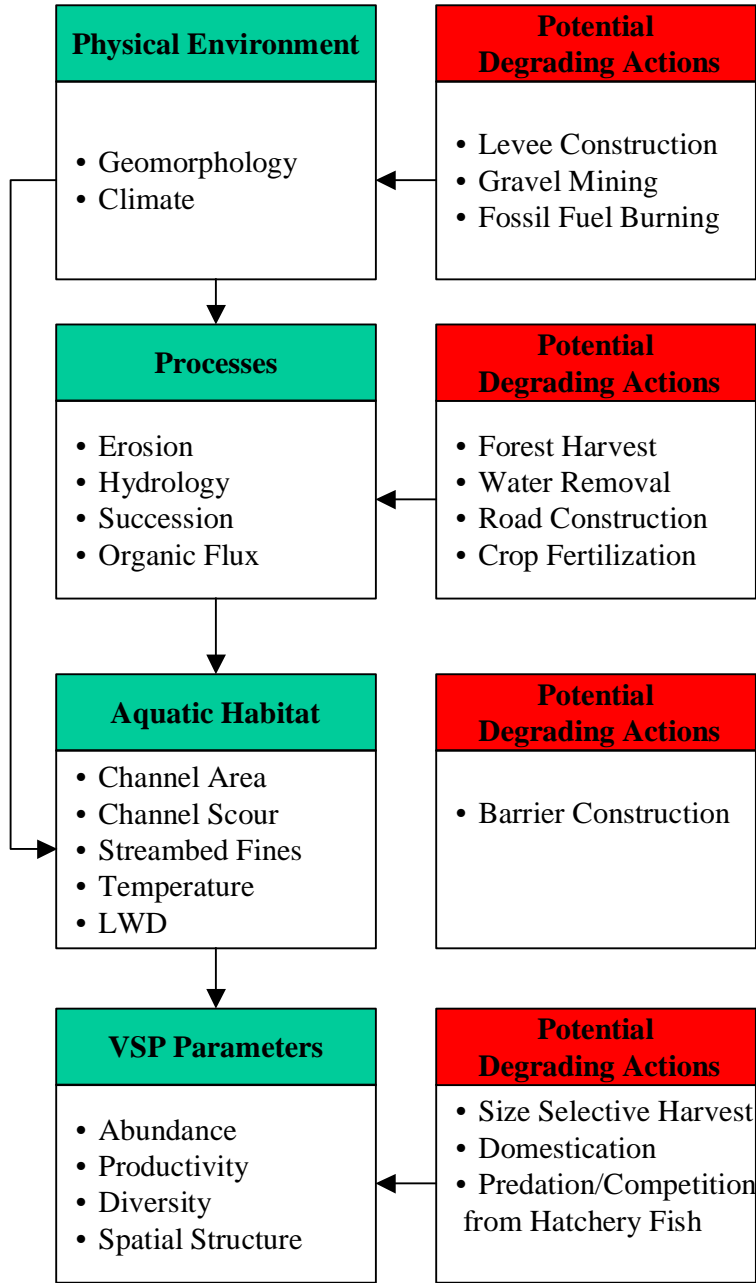 Physical Environment
• Geomorphology
• Climate
Potential
Degrading Actions
• Levee Construction
• Gravel Mining
• Fossil Fuel Burning
Processes
• Erosion
• Hydrology
• Succession
• Organic Flux
Potential
Degrading Actions
• Forest Harvest
• Water Removal
• Road Construction
• Crop Fertilization
Aquatic Habitat
• Channel Area
• Channel Scour
• Streambed Fines
• Temperature
• LWD
Potential
Degrading Actions
• Barrier Construction
VSP Parameters
• Abundance
• Productivity
• Diversity
• Spatial Structure
Potential
Degrading Actions
• Size Selective Harvest
• Domestication
• Predation/Competition
from Hatchery Fish